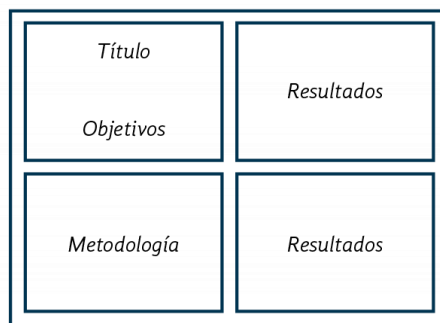 Título
Objetivos
Resultados
Metodología
Resultados